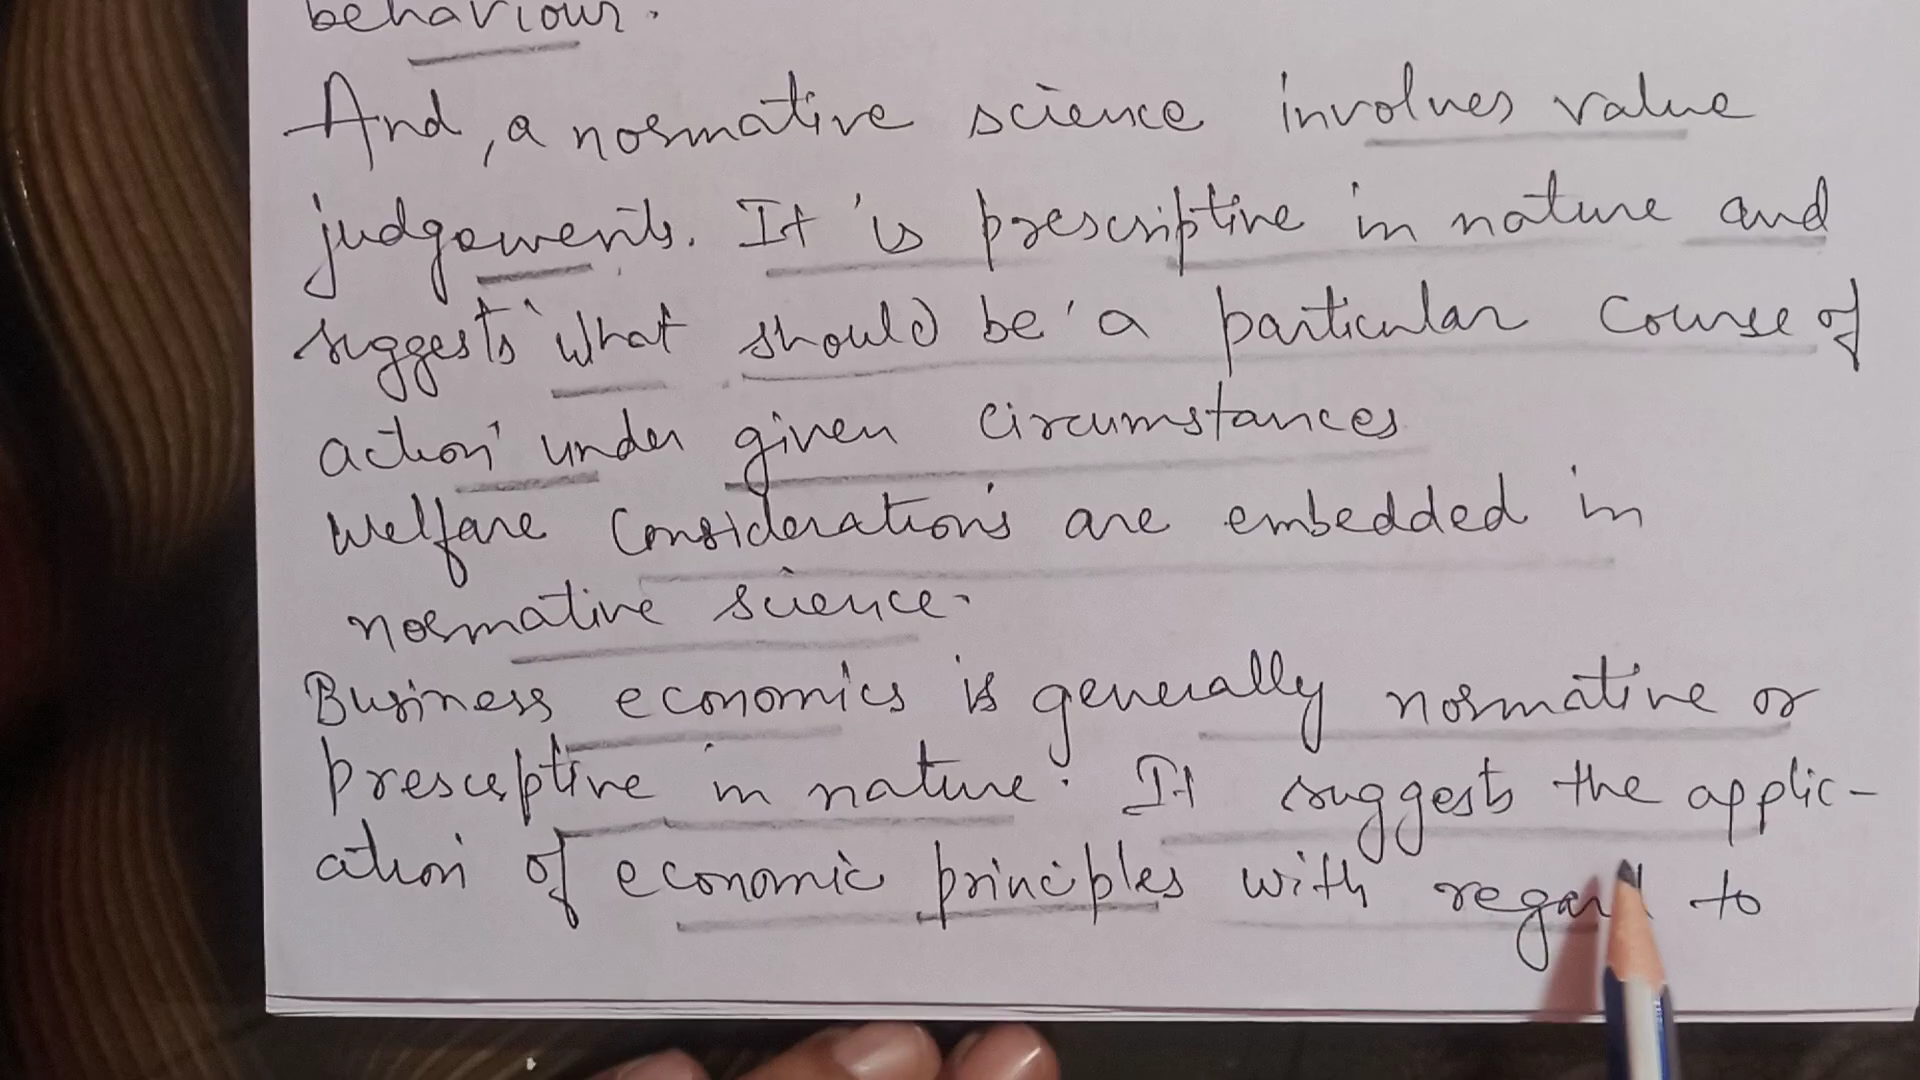 behaviour.
And, a normative science involves value
judgements. It is prescriptive in nature and
suggests 'what should be' a particular course of
action' under given circumstances
Welfare Considerations are embedded in
normative science.
Business economics is generally normative or
presceptive in nature. It suggests the applic-
ation of economic principles with regard to